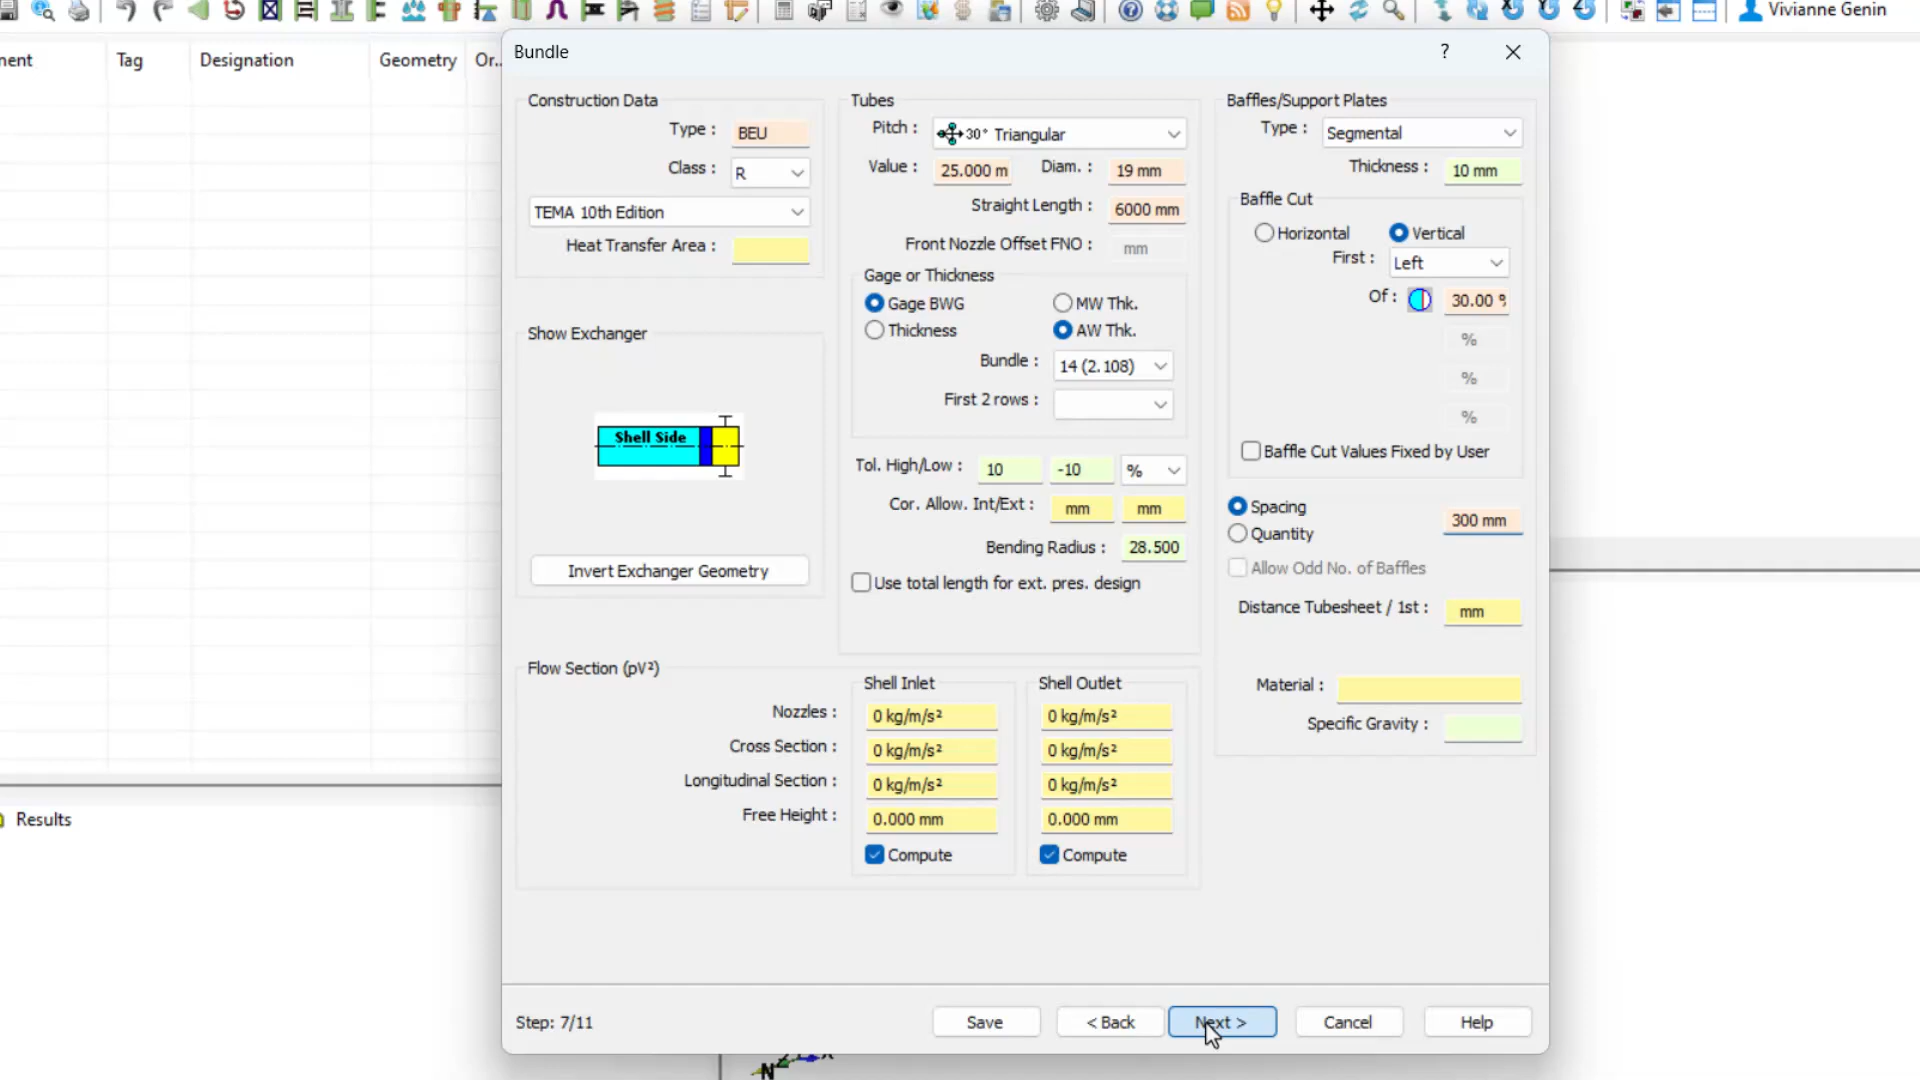 Vivianne Genin
nent Tag Designation Geometry Or..
Bundle ?
Construction Data
Type : BEU
Class : R
TEMA 10th Edition
Heat Transfer Area :
Show Exchanger
Shell Side
Invert Exchanger Geometry
Tubes
Pitch : 30° Triangular
Value : 25.000 m Diam. : 19 mm
Straight Length : 6000 mm
Front Nozzle Offset FNO : mm
Gage or Thickness
Gage BWG MW Thk.
Thickness AW Thk.
Bundle : 14 (2.108)
First 2 rows :
Tol. High/Low : 10 -10 %
Cor. Allow. Int/Ext : mm mm
Bending Radius : 28.500
Use total length for ext. pres. design
Baffles/Support Plates
Type : Segmental
Thickness : 10 mm
Baffle Cut
Horizontal Vertical
First : Left
Of : 30.00 %
%
%
%
Baffle Cut Values Fixed by User
Spacing 300 mm
Quantity
Allow Odd No. of Baffles
Distance Tubesheet / 1st : mm
Material :
Specific Gravity :
Flow Section (pV²)
Shell Inlet Shell Outlet
Nozzles : 0 kg/m/s² 0 kg/m/s²
Cross Section : 0 kg/m/s² 0 kg/m/s²
Longitudinal Section : 0 kg/m/s² 0 kg/m/s²
Free Height : 0.000 mm 0.000 mm
Compute Compute
Results
Step: 7/11 Save < Back Next > Cancel Help
N